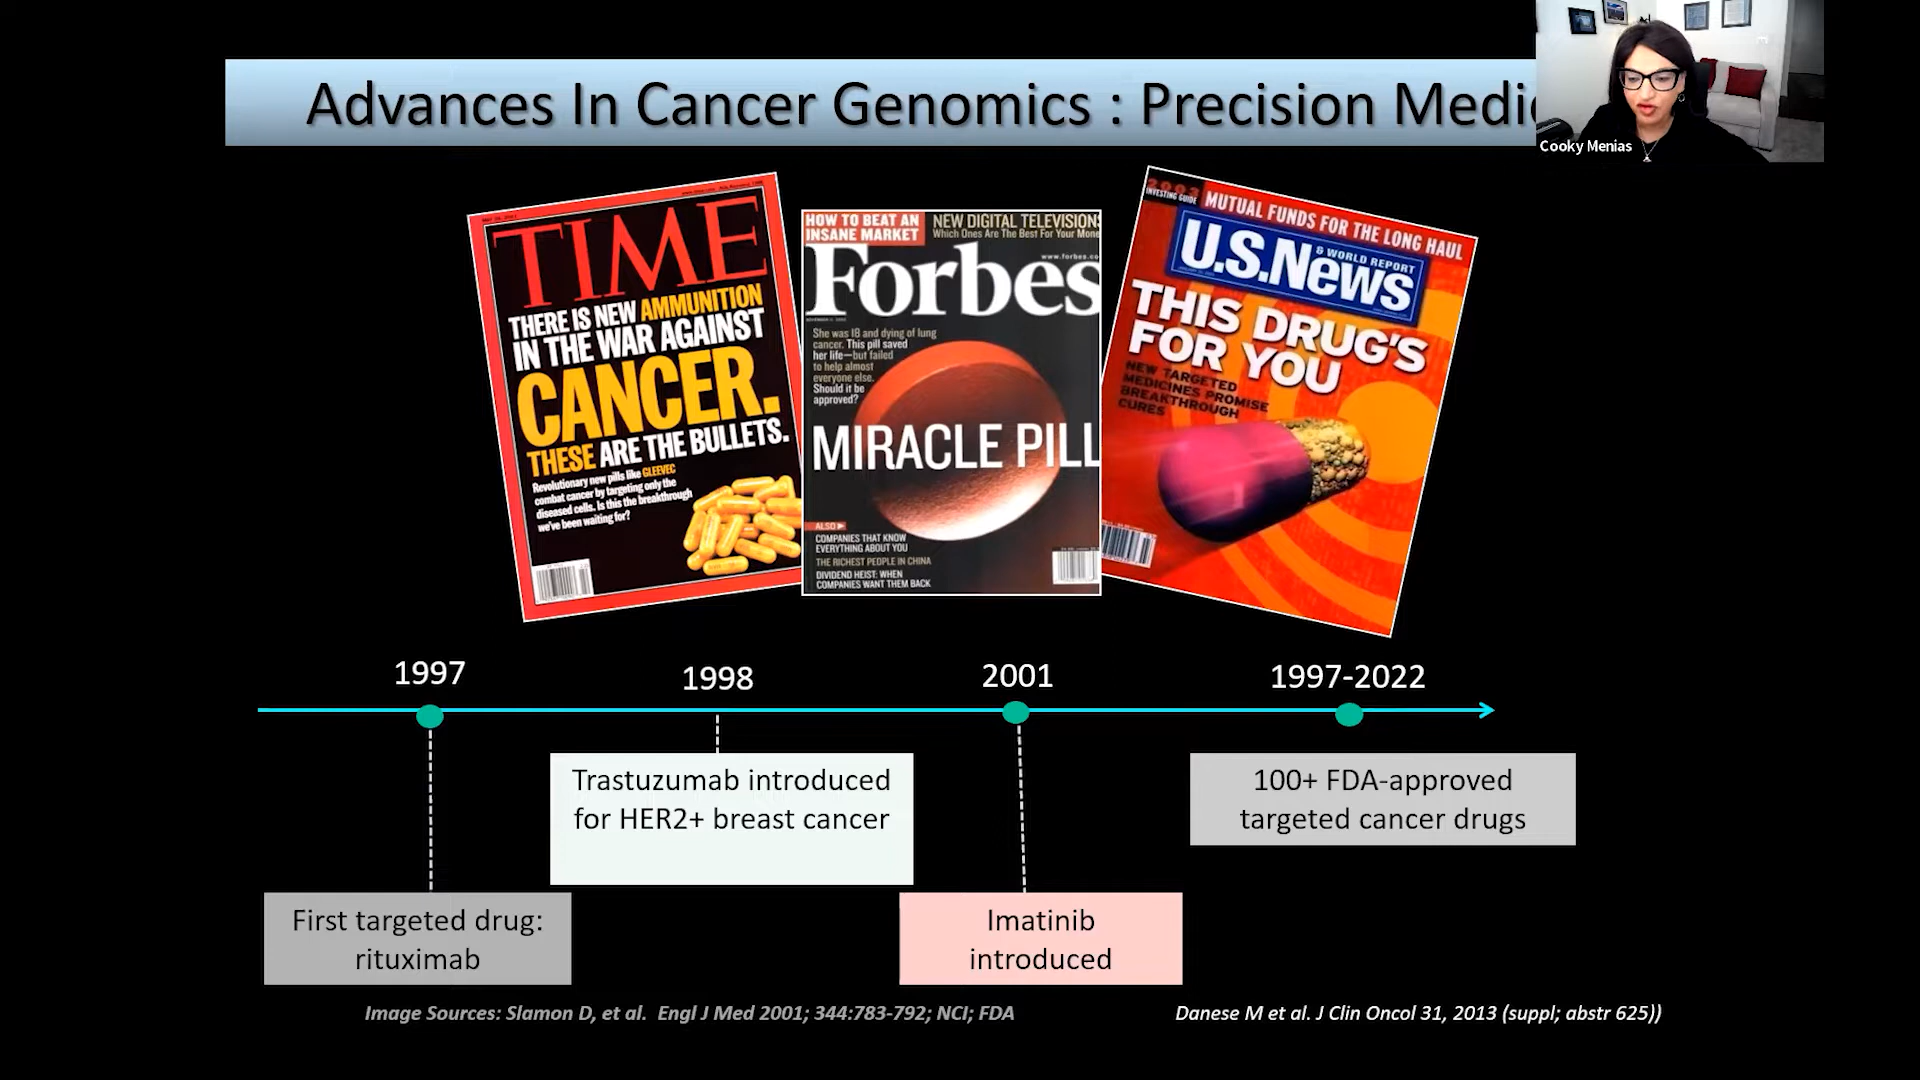 Advances In Cancer Genomics : Precision Medic
Cooky Menias
TIME
THERE IS NEW AMMUNITION
IN THE WAR AGAINST
CANCER.
THESE ARE THE BULLETS.
Revolutionary new pills like GLEEVEC
combat cancer by targeting only the
diseased cells. Is this the breakthrough
we've been waiting for?
HOW TO BEAT AN
INSANE MARKET
NEW DIGITAL TELEVISIONS
Which Ones Are The Best For Your Mone
www.forbes.co
Forbes
She was 18 and dying of lung
cancer. This pill saved
her life—but failed
to help almost
everyone else.
Should it be
approved?
MIRACLE PILL
ALSO
COMPANIES THAT KNOW
EVERYTHING ABOUT YOU
THE RICHEST PEOPLE IN CHINA
DIVIDEND HEIST: WHEN
COMPANIES WANT THEM BACK
2003
INVESTING GUIDE
MUTUAL FUNDS FOR THE LONG HAUL
U.S.News
& WORLD REPORT
THIS DRUG'S
FOR YOU
NEW TARGETED
MEDICINES PROMISE
BREAKTHROUGH
CURES
1997
1998
2001
1997-2022
Trastuzumab introduced
for HER2+ breast cancer
100+ FDA-approved
targeted cancer drugs
First targeted drug:
rituximab
Imatinib
introduced
Image Sources: Slamon D, et al. Engl J Med 2001; 344:783-792; NCI; FDA
Danese M et al. J Clin Oncol 31, 2013 (suppl; abstr 625))